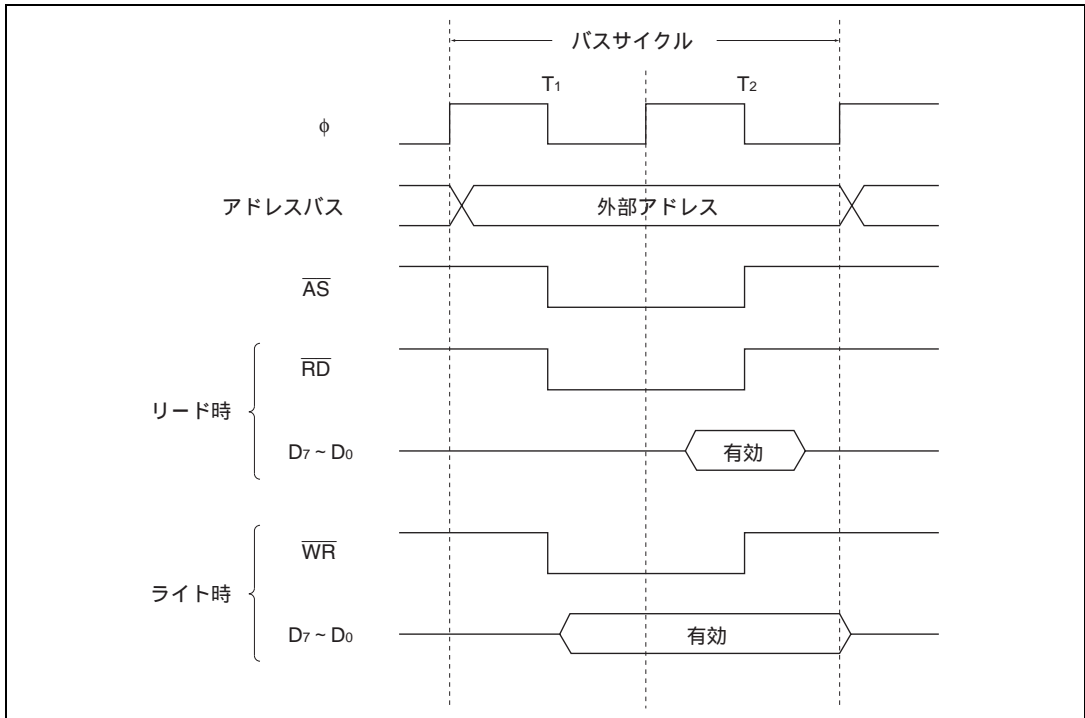 バスサイクル
T1 T2
φ
アドレスバス 外部アドレス
AS
RD
リード時
D7 ~ D0 有効
WR
ライト時
D7 ~ D0 有効